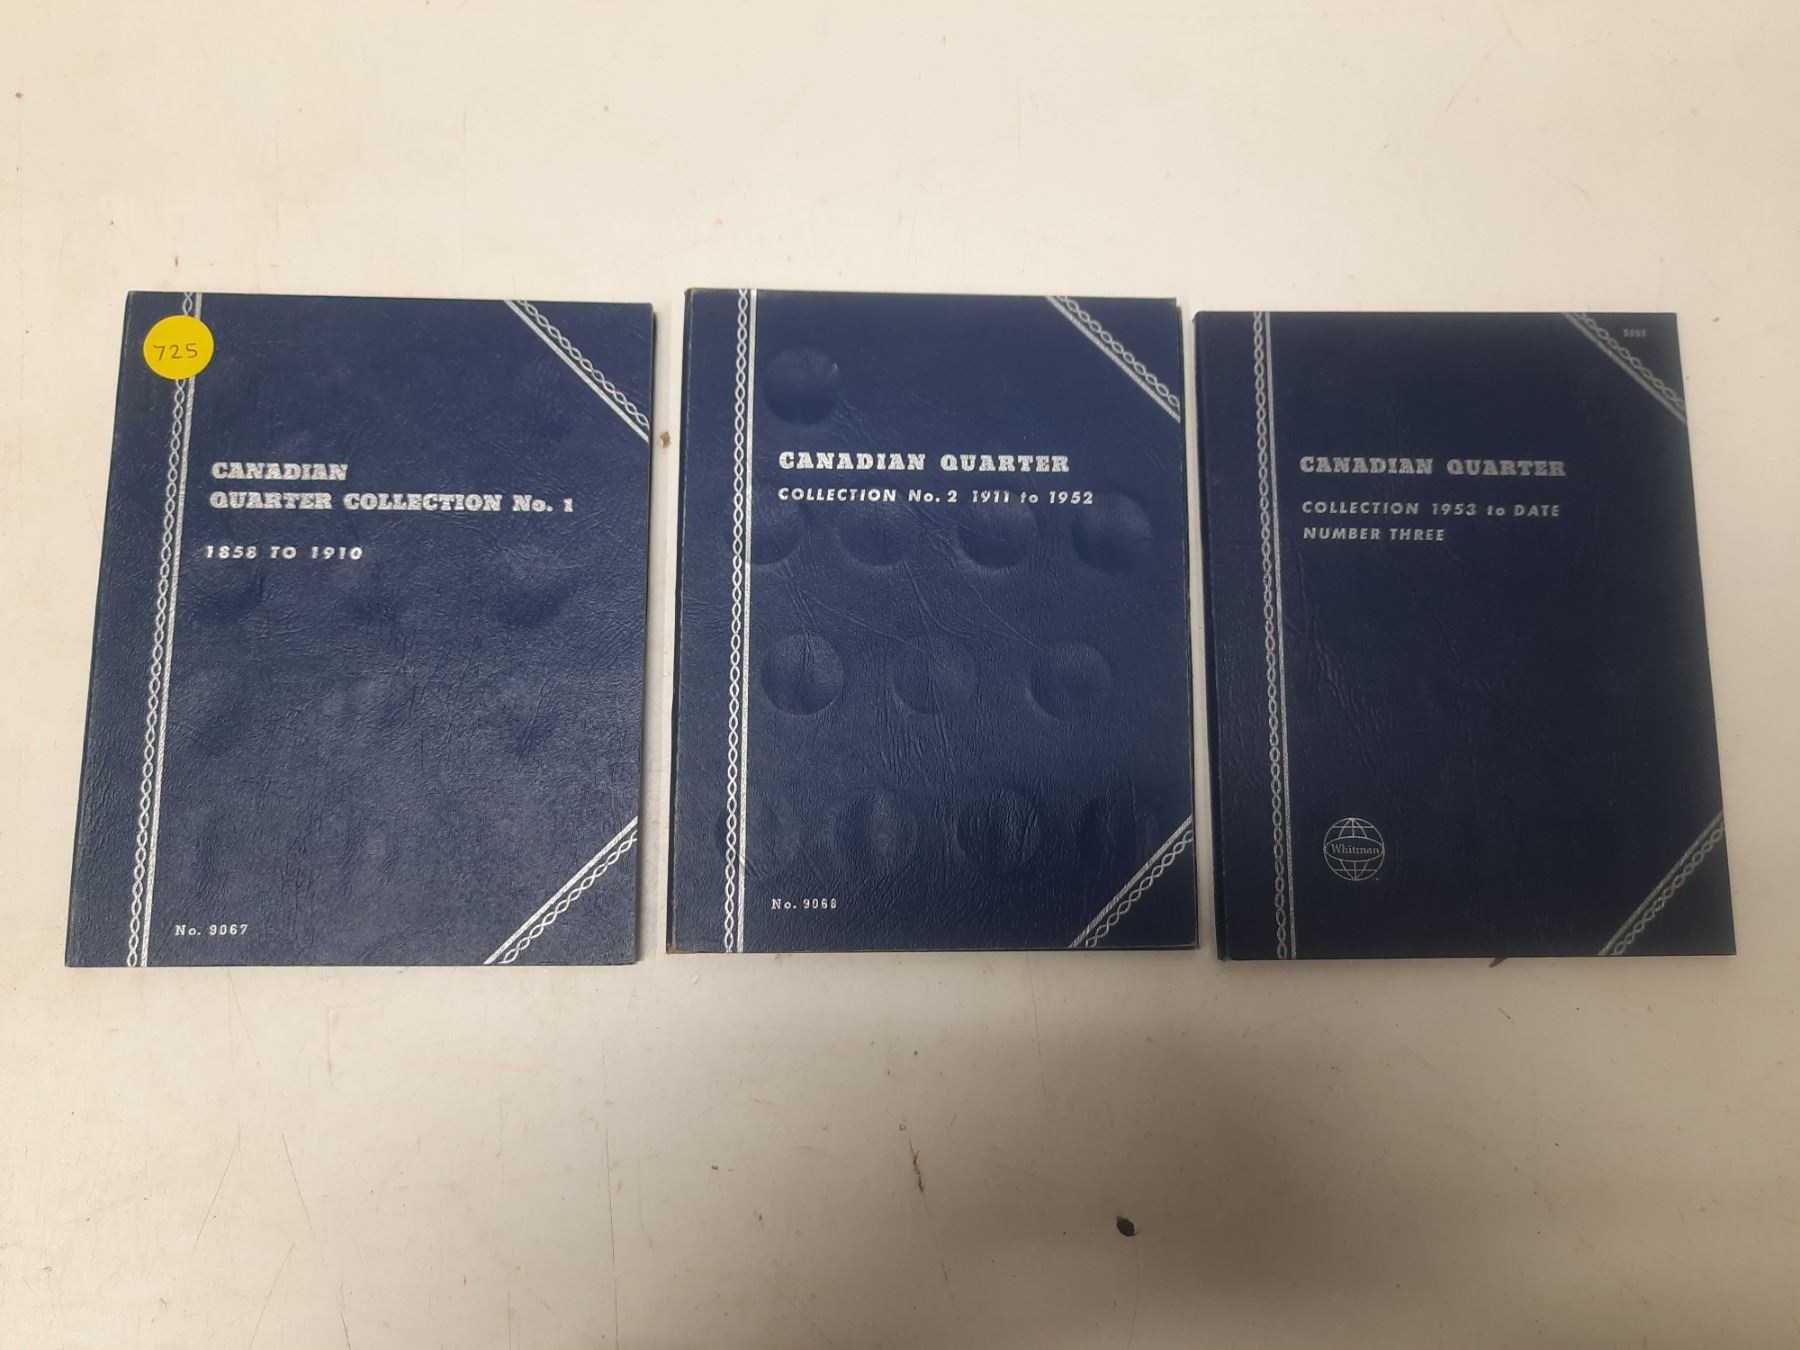 725
CANADIAN
QUARTER COLLECTION No. 1
1858 TO 1910
No. 9067
CANADIAN QUARTER
COLLECTION No. 2 1911 to 1952
No. 9068
CANADIAN QUARTER
COLLECTION 1953 to DATE
NUMBER THREE
Whitman